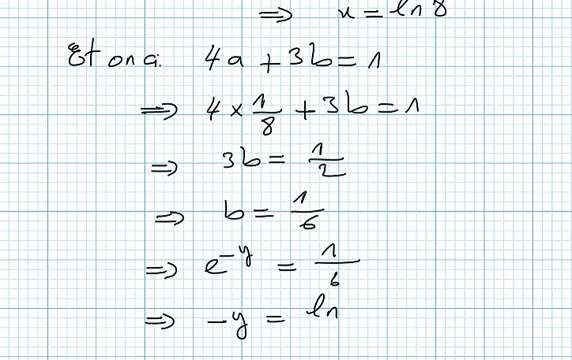 ⇒ x = ln 8
Et on a: 4a + 3b = 1
⇒ 4 × 1/8 + 3b = 1
⇒ 3b = 1/2
⇒ b = 1/6
⇒ e^-y = 1/6
⇒ -y = ln